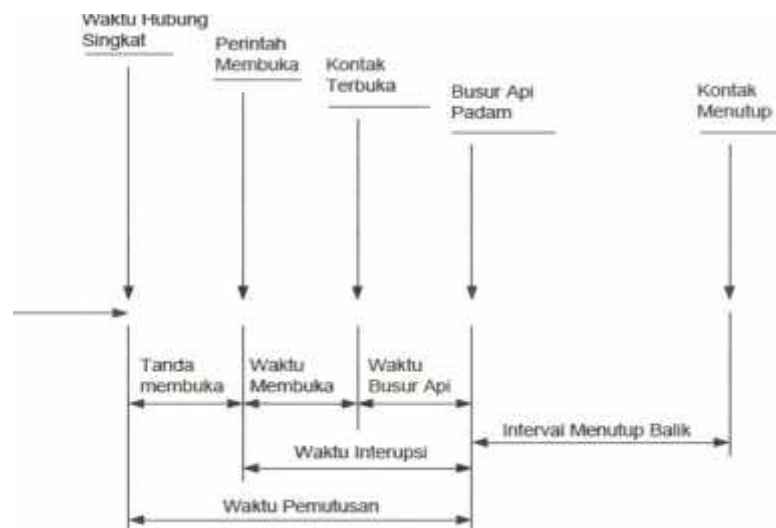 Waktu Hubung
Singkat
Perintah
Membuka
Kontak
Terbuka
Busur Api
Padam
Kontak
Menutup
Tanda
membuka
Waktu
Membuka
Waktu
Busur Api
Interval Menutup Balik
Waktu Interupsi
Waktu Pemutusan